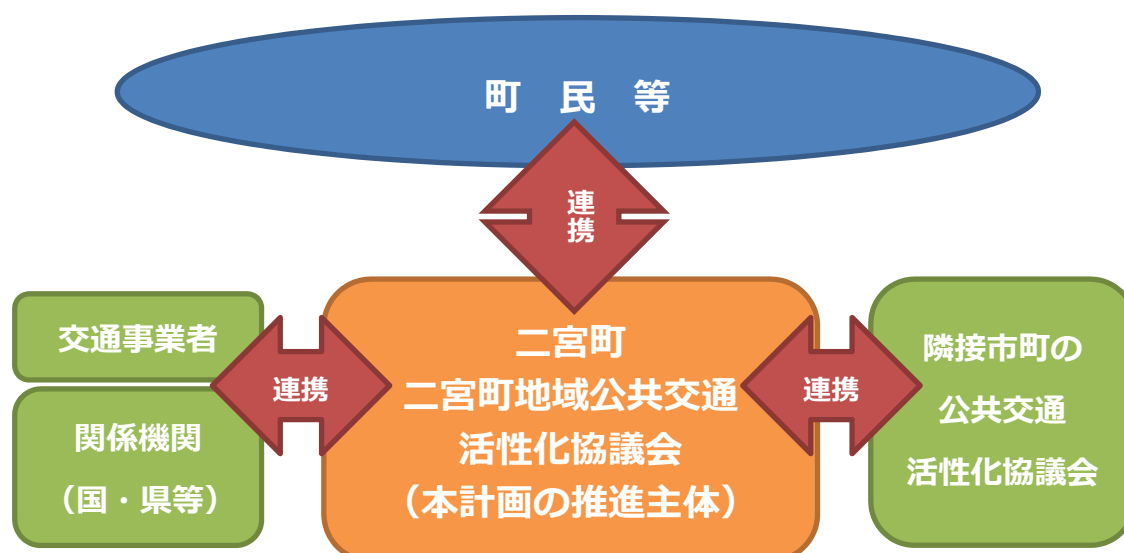 町　民　等
連
携
交通事業者
関係機関
（国・県等）
連携
二宮町
二宮町地域公共交通
活性化協議会
（本計画の推進主体）
連携
隣接市町の
公共交通
活性化協議会